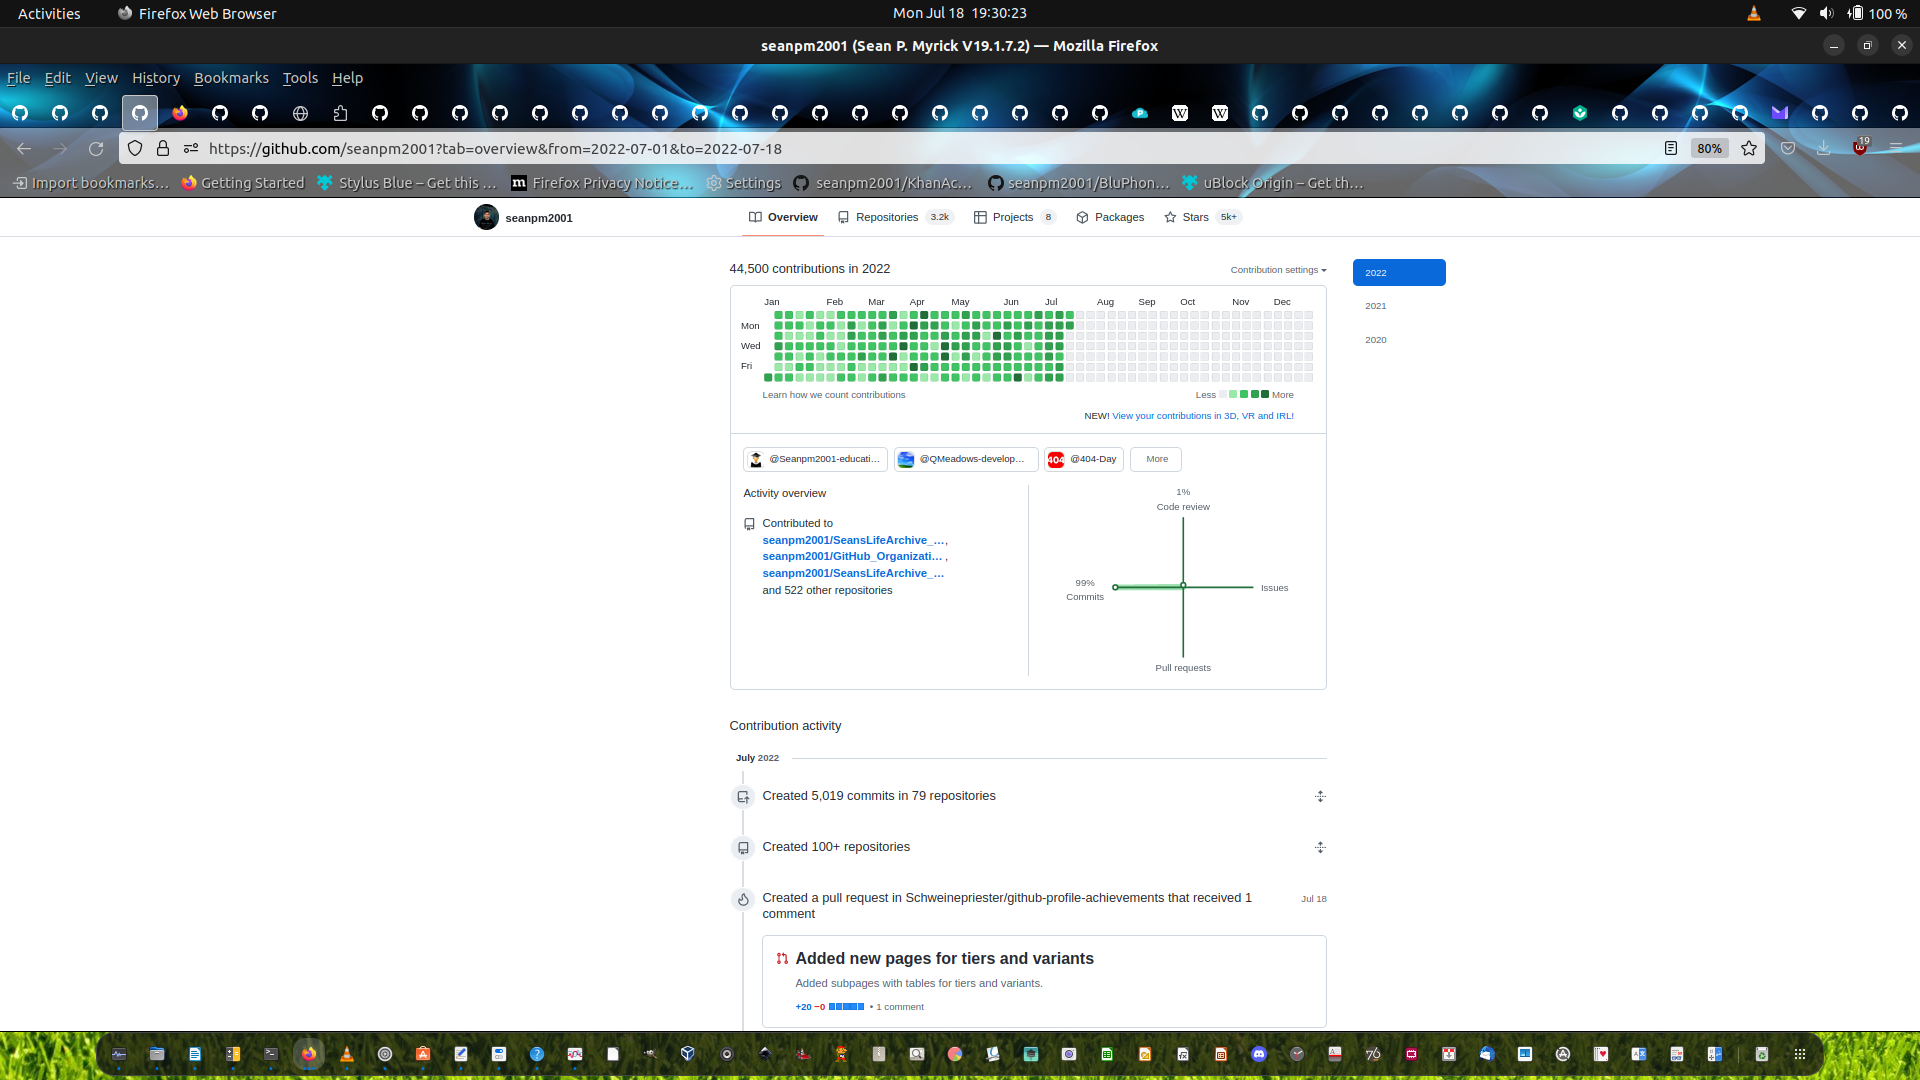 Activities Firefox Web Browser Mon Jul 18 19:30:23 100 %
seanpm2001 (Sean P. Myrick V19.1.7.2) — Mozilla Firefox
File Edit View History Bookmarks Tools Help
https://github.com/seanpm2001?tab=overview&from=2022-07-01&to=2022-07-18 80% 19
Import bookmarks… Getting Started Stylus Blue – Get this … Firefox Privacy Notice… Settings seanpm2001/KhanAc… seanpm2001/BluPhon… uBlock Origin – Get th…
seanpm2001 Overview Repositories 3.2k Projects 8 Packages Stars 5k+
44,500 contributions in 2022 Contribution settings
2022
2021
2020
Jan Feb Mar Apr May Jun Jul Aug Sep Oct Nov Dec
Mon
Wed
Fri
Learn how we count contributions Less More
NEW! View your contributions in 3D, VR and IRL!
@Seanpm2001-educati… @QMeadows-develop… 404 @404-Day More
Activity overview
Contributed to
seanpm2001/SeansLifeArchive_…,
seanpm2001/GitHub_Organizati… ,
seanpm2001/SeansLifeArchive_…
and 522 other repositories
1%
Code review
99%
Commits
Issues
Pull requests
Contribution activity
July 2022
Created 5,019 commits in 79 repositories
Created 100+ repositories
Created a pull request in Schweinepriester/github-profile-achievements that received 1
comment
Jul 18
Added new pages for tiers and variants
Added subpages with tables for tiers and variants.
+20 −0 • 1 comment